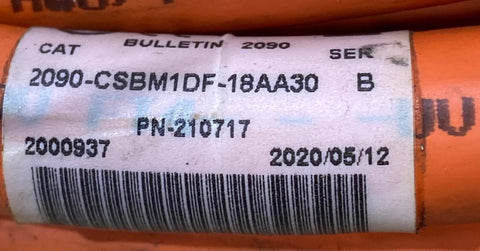 BULLETIN 2090
CAT SER
2090-CSBM1DF-18AA30 B
PN-210717
2000937 2020/05/12